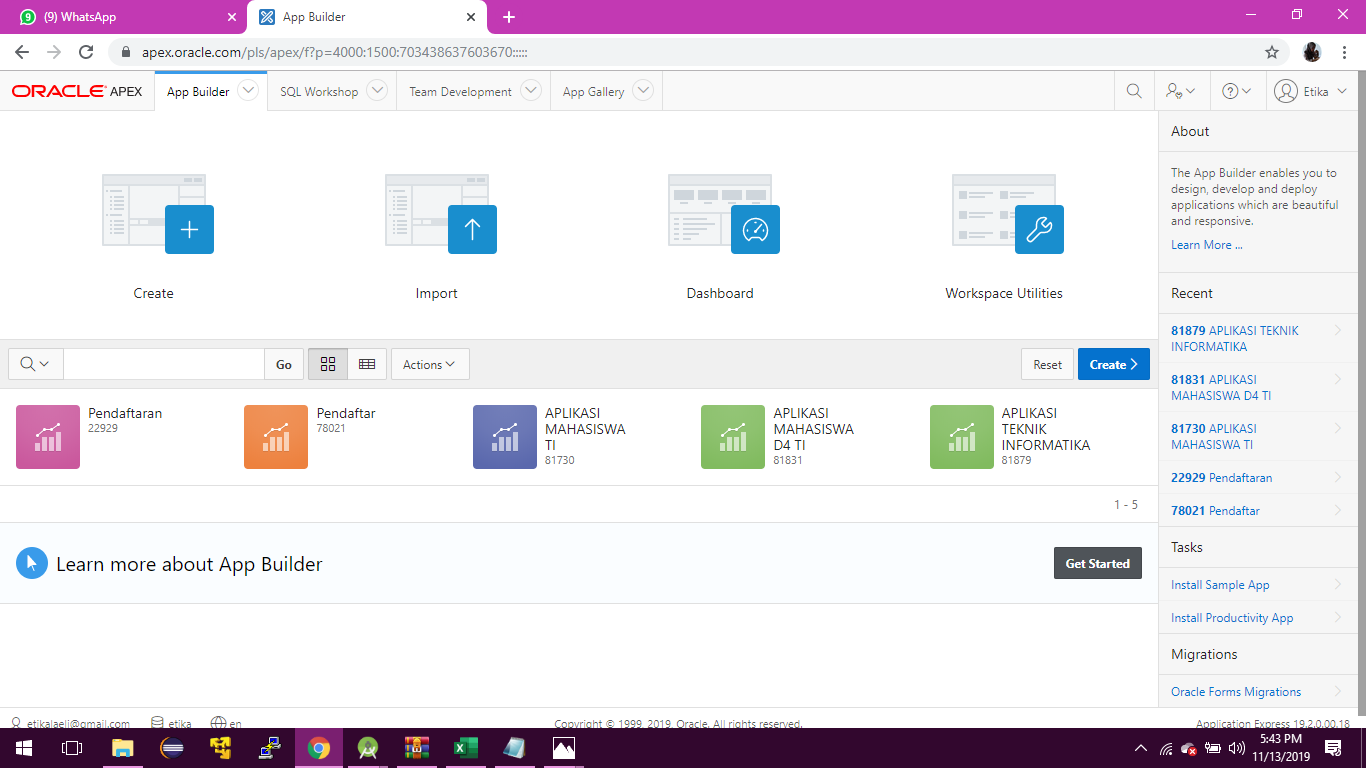 (9) WhatsApp
App Builder
apex.oracle.com/pls/apex/f?p=4000:1500:703438637603670:::::
ORACLE APEX
App Builder
SQL Workshop
Team Development
App Gallery
Etika
Create
Import
Dashboard
Workspace Utilities
Go
Actions
Reset
Create
Pendaftaran
22929
Pendaftar
78021
APLIKASI
MAHASISWA
TI
81730
APLIKASI
MAHASISWA
D4 TI
81831
APLIKASI
TEKNIK
INFORMATIKA
81879
1 - 5
Learn more about App Builder
Get Started
About
The App Builder enables you to
design, develop and deploy
applications which are beautiful
and responsive.
Learn More ...
Recent
81879 APLIKASI TEKNIK
INFORMATIKA
81831 APLIKASI
MAHASISWA D4 TI
81730 APLIKASI
MAHASISWA TI
22929 Pendaftaran
78021 Pendaftar
Tasks
Install Sample App
Install Productivity App
Migrations
Oracle Forms Migrations
etikalaeli@gmail.com
etika
en
Copyright © 1999, 2019, Oracle. All rights reserved.
Application Express 19.2.0.00.18
5:43 PM
11/13/2019